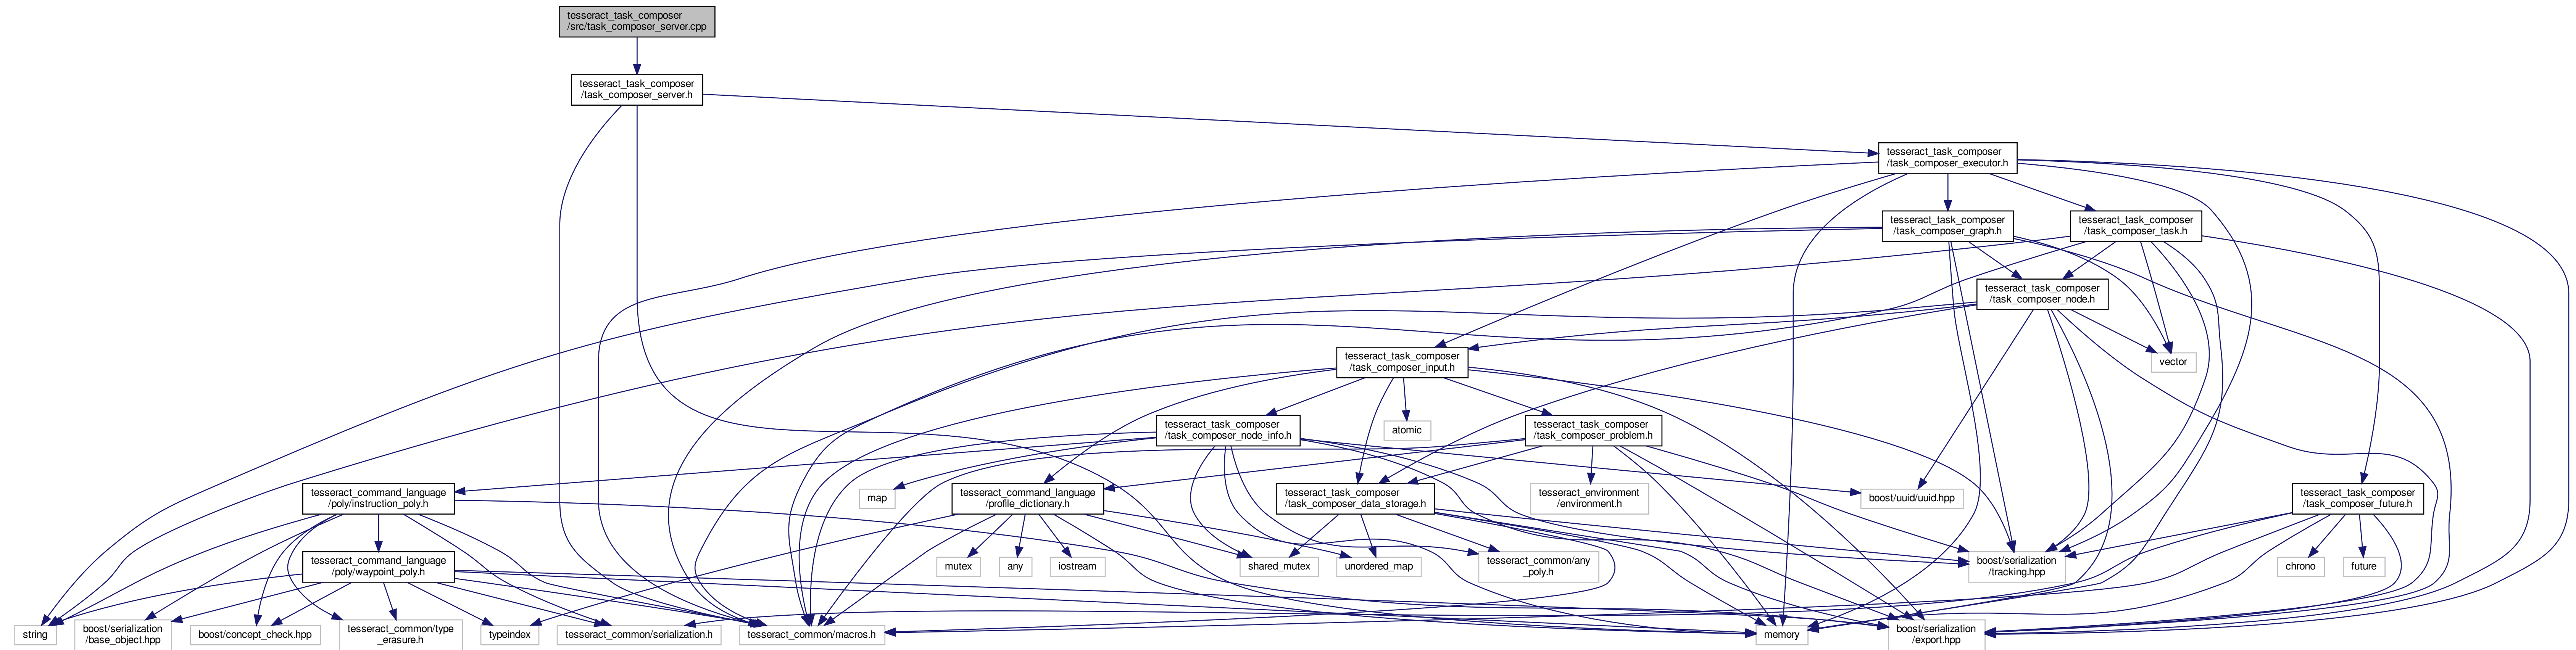 tesseract_task_composer
/src/task_composer_server.cpp
tesseract_task_composer
/task_composer_server.h
tesseract_task_composer
/task_composer_executor.h
tesseract_task_composer
/task_composer_graph.h
tesseract_task_composer
/task_composer_task.h
tesseract_task_composer
/task_composer_node.h
tesseract_task_composer
/task_composer_input.h
vector
tesseract_task_composer
/task_composer_node_info.h
atomic
tesseract_task_composer
/task_composer_problem.h
tesseract_command_language
/poly/instruction_poly.h
map
tesseract_command_language
/profile_dictionary.h
tesseract_task_composer
/task_composer_data_storage.h
tesseract_environment
/environment.h
boost/uuid/uuid.hpp
tesseract_task_composer
/task_composer_future.h
tesseract_command_language
/poly/waypoint_poly.h
mutex
any
iostream
shared_mutex
unordered_map
tesseract_common/any
_poly.h
boost/serialization
/tracking.hpp
chrono
future
string
boost/serialization
/base_object.hpp
boost/concept_check.hpp
tesseract_common/type
_erasure.h
typeindex
tesseract_common/serialization.h
tesseract_common/macros.h
memory
boost/serialization
/export.hpp